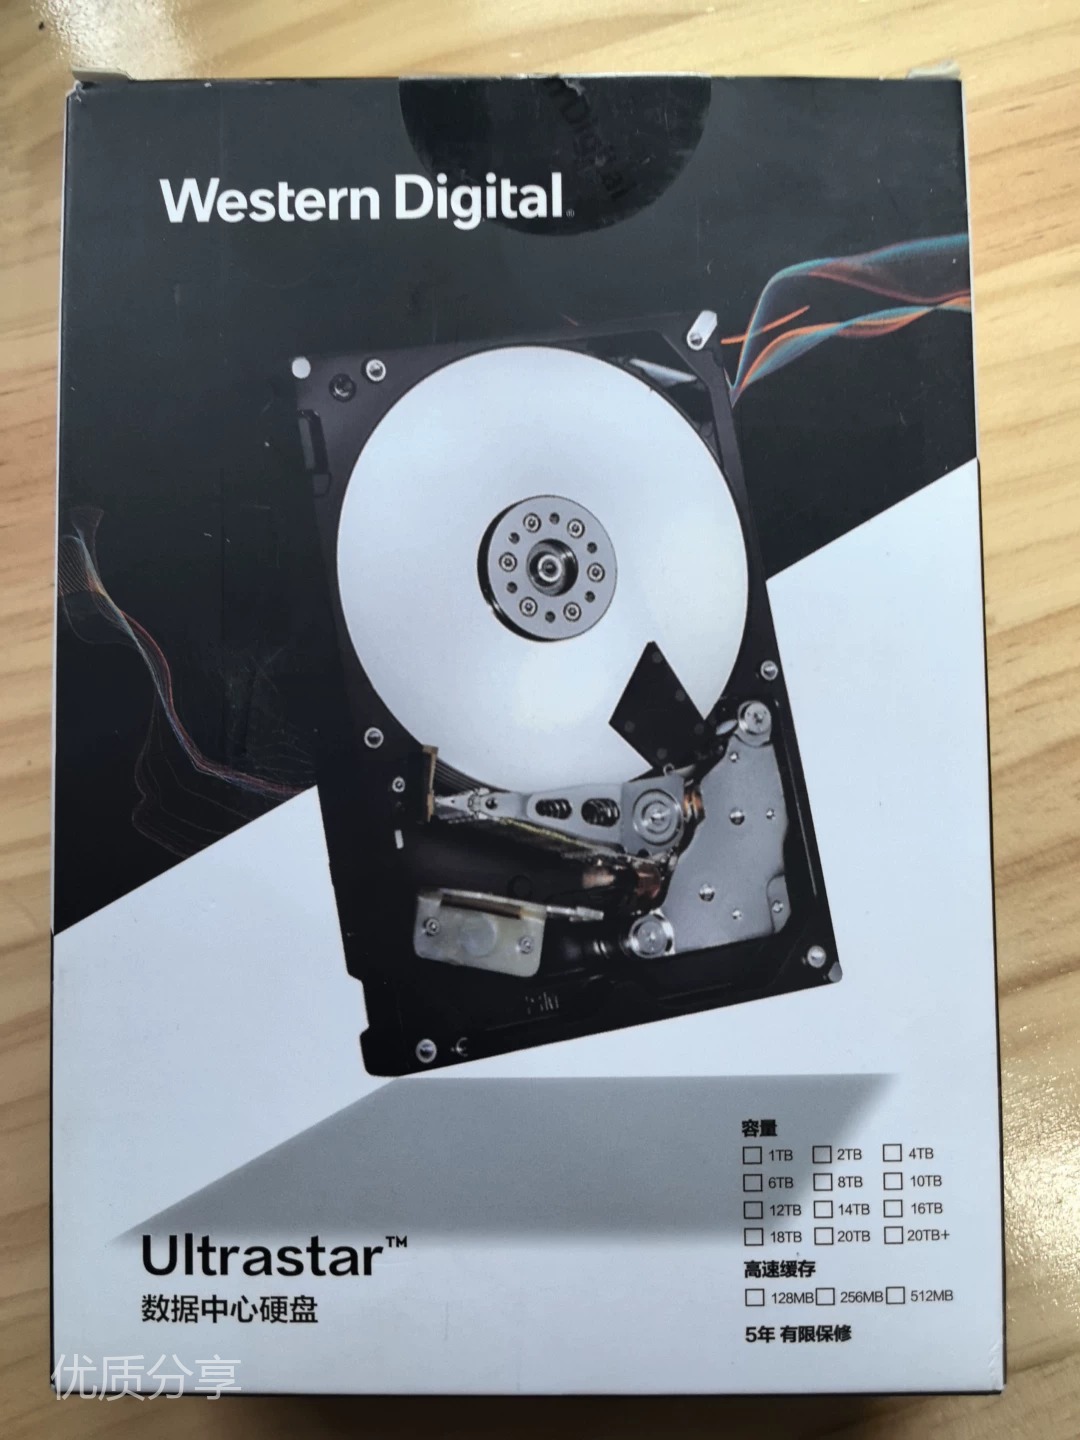 Western Digital
Ultrastar™
数据中心硬盘
容量
1TB 2TB 4TB
6TB 8TB 10TB
12TB 14TB 16TB
18TB 20TB 20TB+
高速缓存
128MB 256MB 512MB
5年 有限保修
优质分享